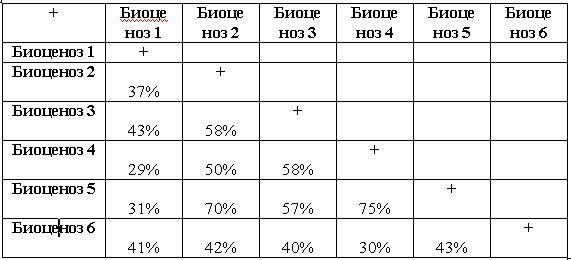 + Биоце Биоце Биоце Биоце Биоце Биоце
ноз 1 ноз 2 ноз 3 ноз 4 ноз 5 ноз 6
Биоценоз 1 +
Биоценоз 2 +
37%
Биоценоз 3 +
43% 58%
Биоценоз 4 +
29% 50% 58%
Биоценоз 5 +
31% 70% 57% 75%
Биоценоз 6 +
41% 42% 40% 30% 43%